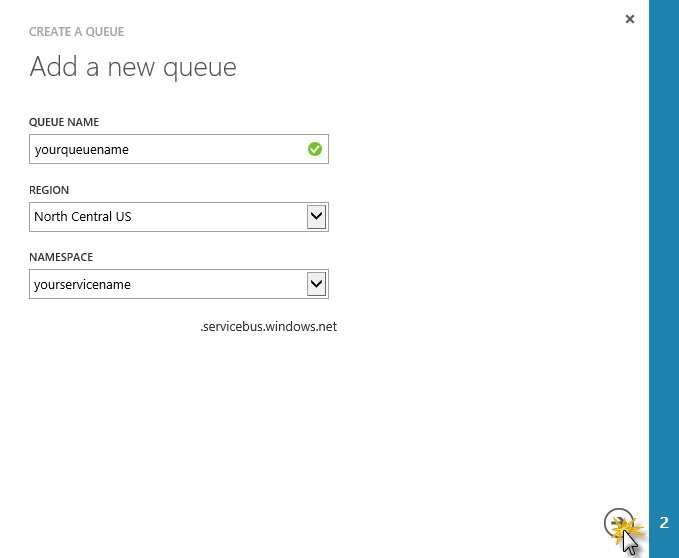 CREATE A QUEUE
Add a new queue
QUEUE NAME
yourqueuename
REGION
North Central US
NAMESPACE
yourservicename
.servicebus.windows.net
2